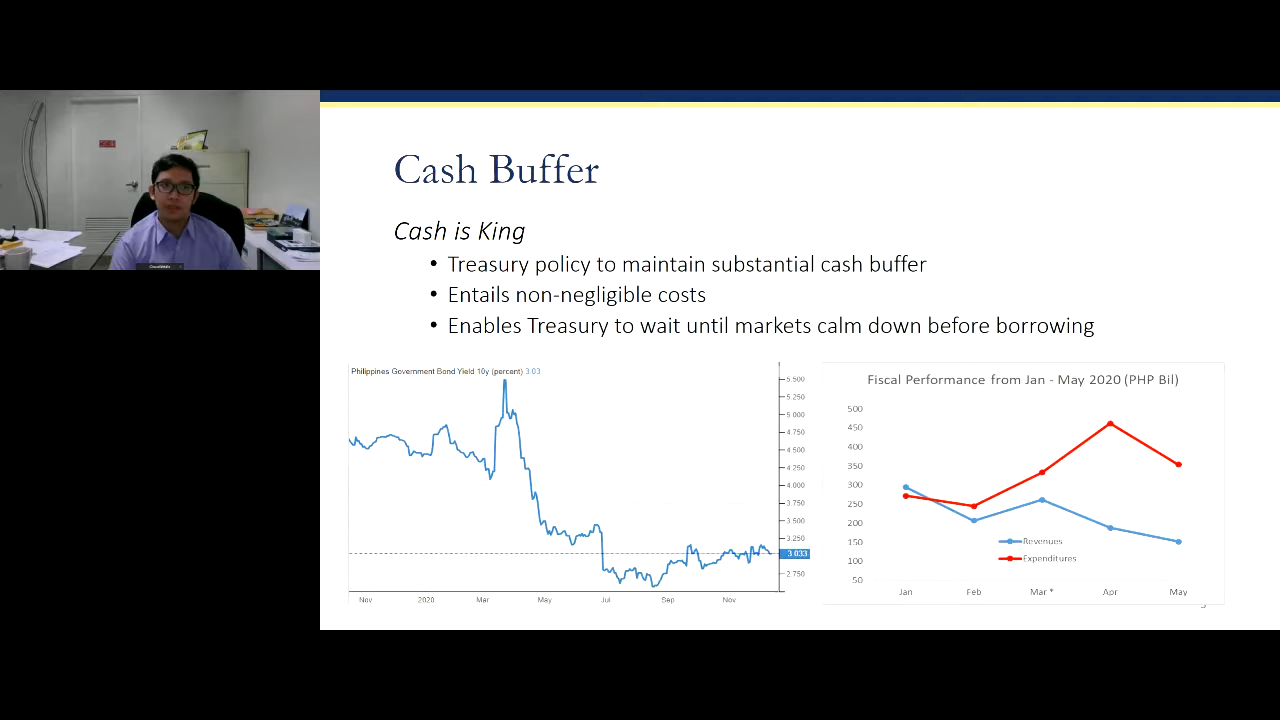 Cash Buffer
Cash is King
• Treasury policy to maintain substantial cash buffer
• Entails non-negligible costs
• Enables Treasury to wait until markets calm down before borrowing
Philippines Government Bond Yield 10y (percent) 3.03
5.500
5.250
5.000
4.750
4.500
4.250
4.000
3.750
3.500
3.250
3.033
2.750
Nov 2020 Mar May Jul Sep Nov
Fiscal Performance from Jan - May 2020 (PHP Bil)
500
450
400
350
300
250
200
150
100
50
Revenues
Expenditures
Jan Feb Mar * Apr May